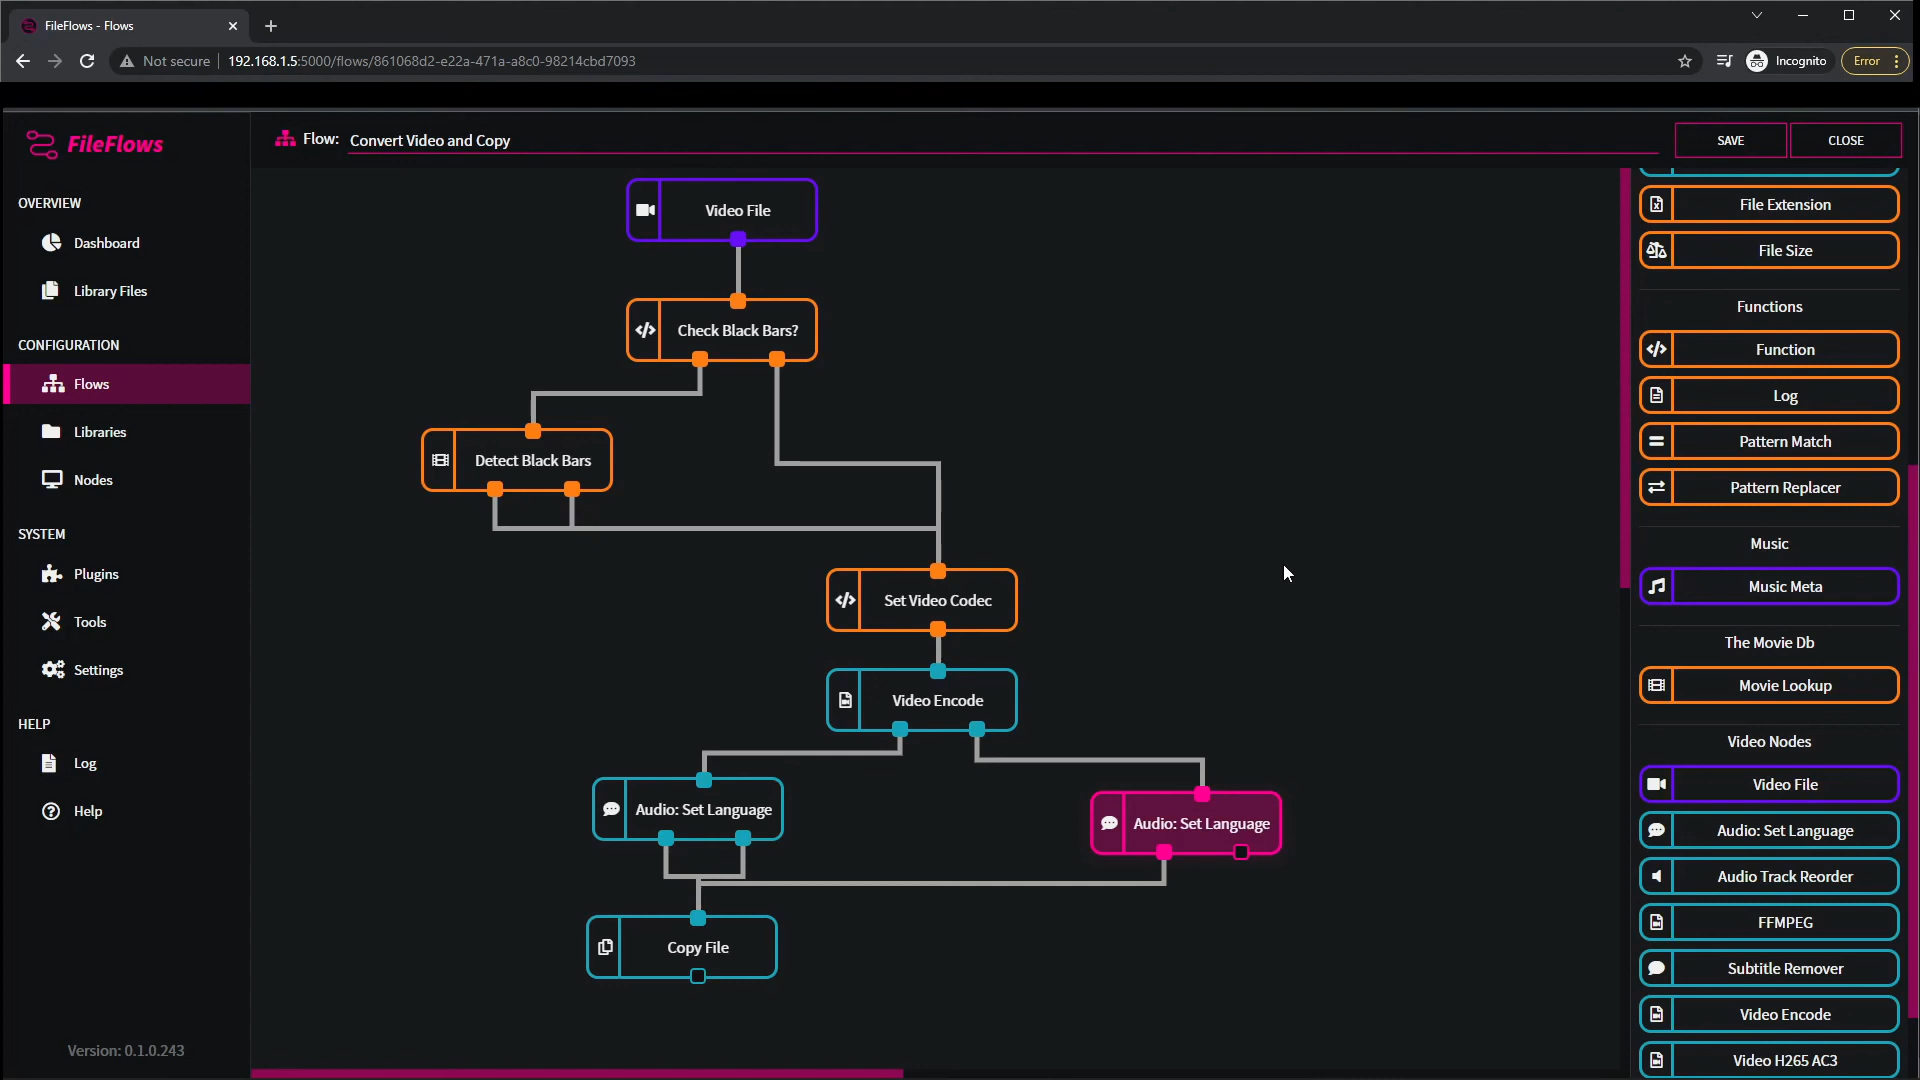 FileFlows - Flows
Not secure
192.168.1.5:5000/flows/861068d2-e22a-471a-a8c0-98214cbd7093
Incognito
Error
FileFlows
OVERVIEW
Dashboard
Library Files
CONFIGURATION
Flows
Libraries
Nodes
SYSTEM
Plugins
Tools
Settings
HELP
Log
Help
Version: 0.1.0.243
Flow: Convert Video and Copy
SAVE
CLOSE
Video File
Check Black Bars?
Detect Black Bars
Set Video Codec
Video Encode
Audio: Set Language
Audio: Set Language
Copy File
File Extension
File Size
Functions
Function
Log
Pattern Match
Pattern Replacer
Music
Music Meta
The Movie Db
Movie Lookup
Video Nodes
Video File
Audio: Set Language
Audio Track Reorder
FFMPEG
Subtitle Remover
Video Encode
Video H265 AC3